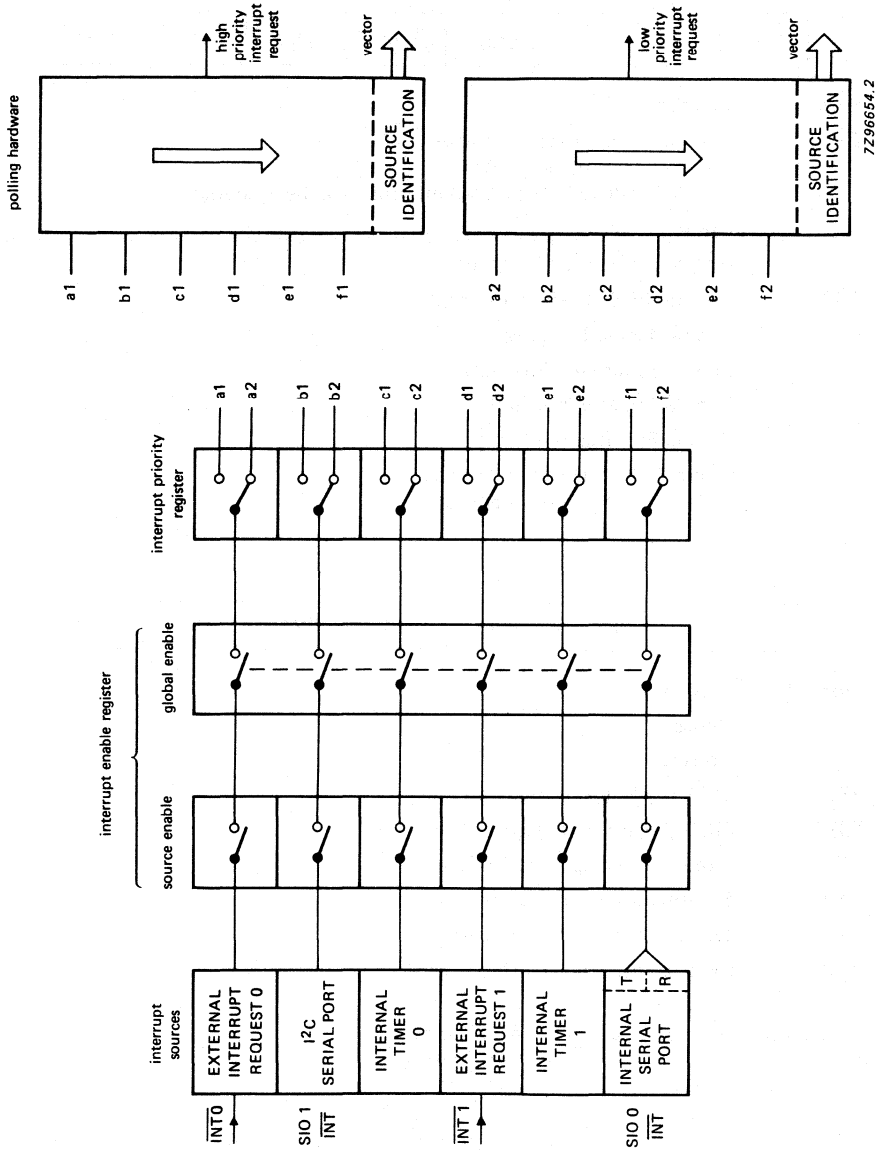 interrupt
sources
interrupt enable register
source enable
global enable
interrupt priority
register
polling hardware
INT0
EXTERNAL
INTERRUPT
REQUEST 0
SIO 1
INT
I²C
SERIAL PORT
INTERNAL
TIMER
0
INT 1
EXTERNAL
INTERRUPT
REQUEST 1
INTERNAL
TIMER
1
SIO 0
INT
INTERNAL
SERIAL
PORT
T
R
a1
a2
b1
b2
c1
c2
d1
d2
e1
e2
f1
f2
a1
b1
c1
d1
e1
f1
SOURCE
IDENTIFICATION
high
priority
interrupt
request
vector
a2
b2
c2
d2
e2
f2
SOURCE
IDENTIFICATION
low
priority
interrupt
request
vector
7Z96654.2